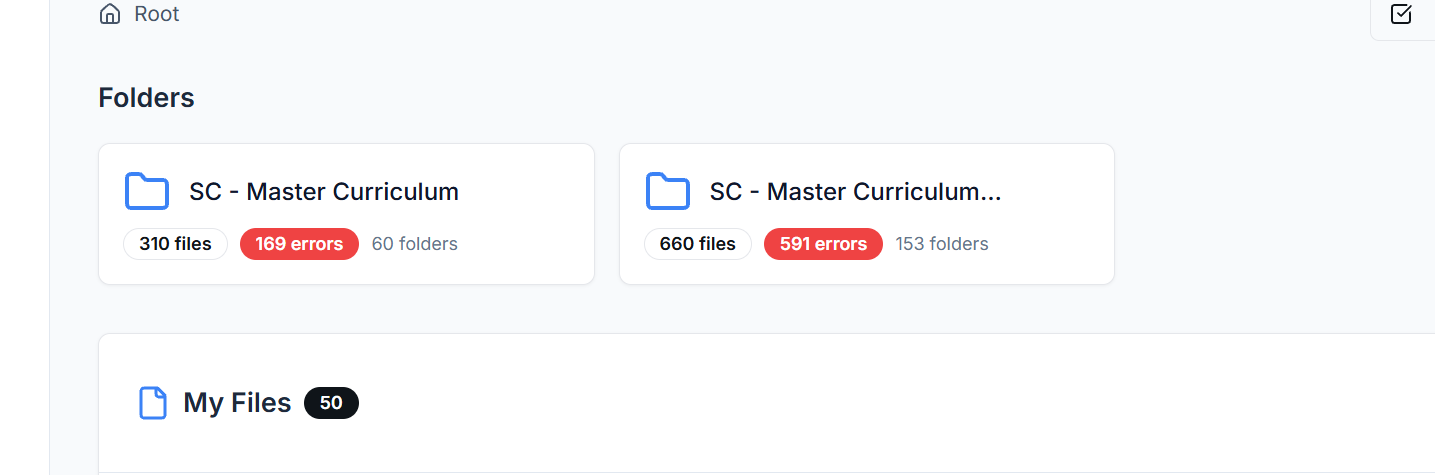 Root
Folders
SC - Master Curriculum
310 files 169 errors 60 folders
SC - Master Curriculum...
660 files 591 errors 153 folders
My Files 50